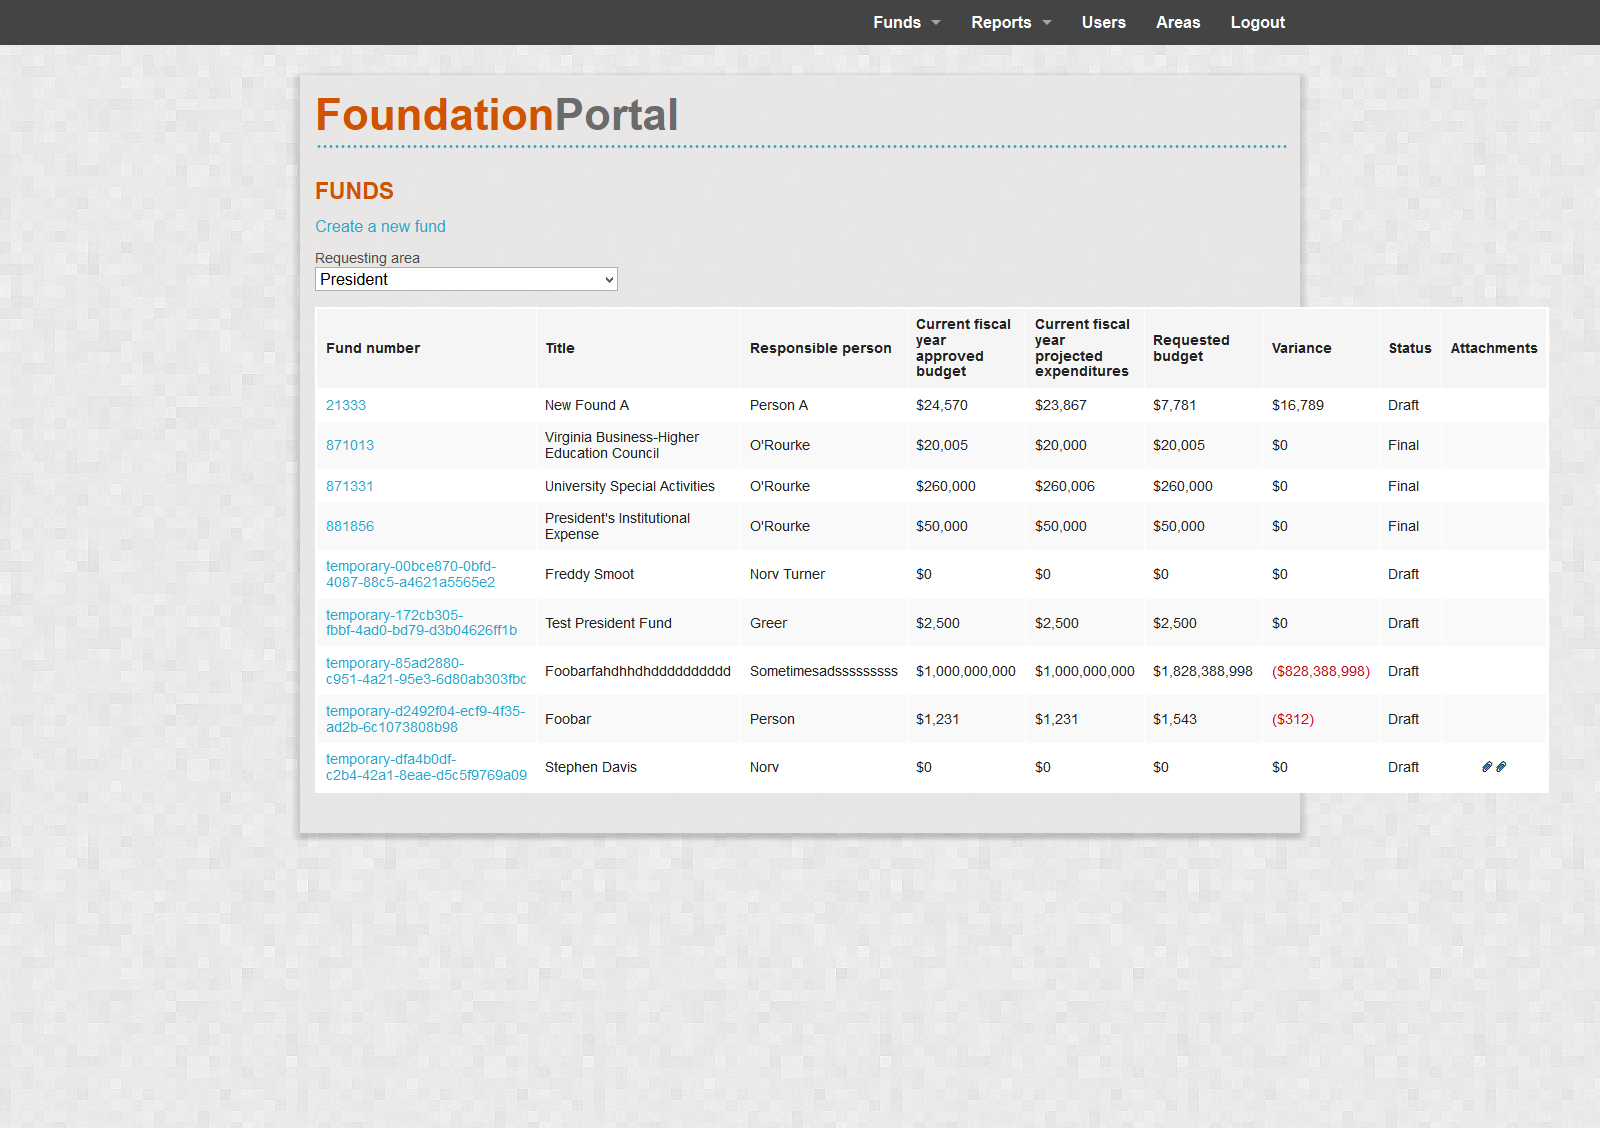 Funds Reports Users Areas Logout
FoundationPortal
FUNDS
Create a new fund
Requesting area
President
Fund number Title Responsible person Current fiscal year approved budget Current fiscal year projected expenditures Requested budget Variance Status Attachments
21333 New Found A Person A $24,570 $23,867 $7,781 $16,789 Draft
871013 Virginia Business-Higher Education Council O'Rourke $20,005 $20,000 $20,005 $0 Final
871331 University Special Activities O'Rourke $260,000 $260,006 $260,000 $0 Final
881856 President's Institutional Expense O'Rourke $50,000 $50,000 $50,000 $0 Final
temporary-00bce870-0bfd-4087-88c5-a4621a5565e2 Freddy Smoot Norv Turner $0 $0 $0 $0 Draft
temporary-172cb305-fbbf-4ad0-bd79-d3b04626ff1b Test President Fund Greer $2,500 $2,500 $2,500 $0 Draft
temporary-85ad2880-c951-4a21-95e3-6d80ab303fbc Foobarfahdhhdhdddddddddd Sometimesadsssssssss $1,000,000,000 $1,000,000,000 $1,828,388,998 ($828,388,998) Draft
temporary-d2492f04-ecf9-4f35-ad2b-6c1073808b98 Foobar Person $1,231 $1,231 $1,543 ($312) Draft
temporary-dfa4b0df-c2b4-42a1-8eae-d5c5f9769a09 Stephen Davis Norv $0 $0 $0 $0 Draft